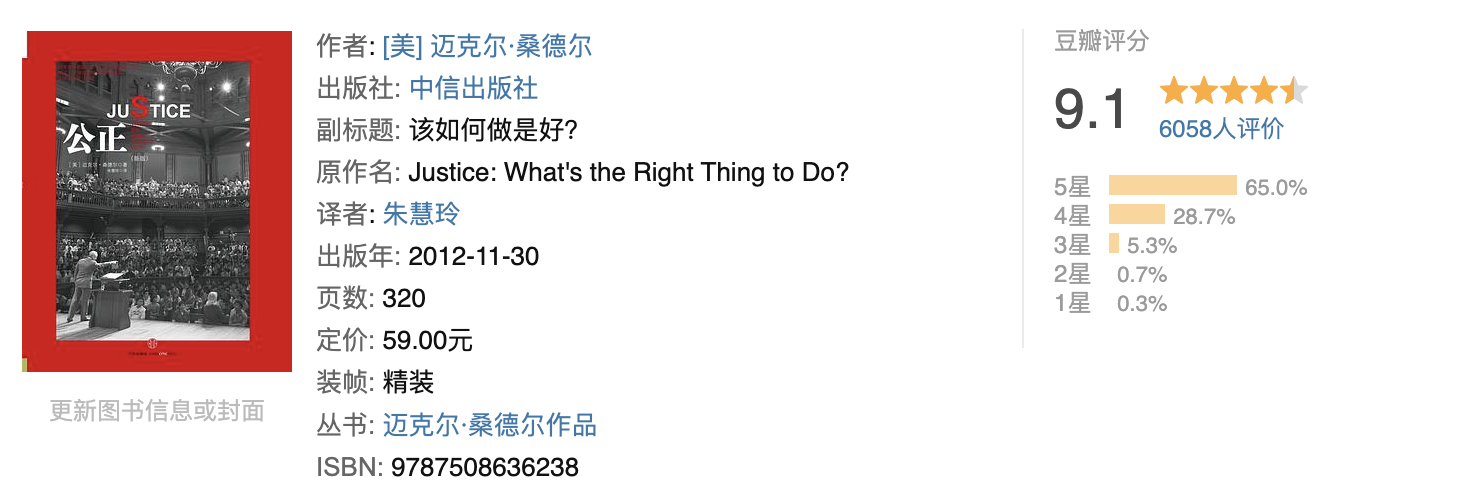 JUSTICE
公正
(新版)
[美] 迈克尔·桑德尔◎著
朱慧玲◎译
更新图书信息或封面
作者: [美] 迈克尔·桑德尔
出版社: 中信出版社
副标题: 该如何做是好?
原作名: Justice: What's the Right Thing to Do?
译者: 朱慧玲
出版年: 2012-11-30
页数: 320
定价: 59.00元
装帧: 精装
丛书: 迈克尔·桑德尔作品
ISBN: 9787508636238
豆瓣评分
9.1
6058人评价
5星 65.0%
4星 28.7%
3星 5.3%
2星 0.7%
1星 0.3%